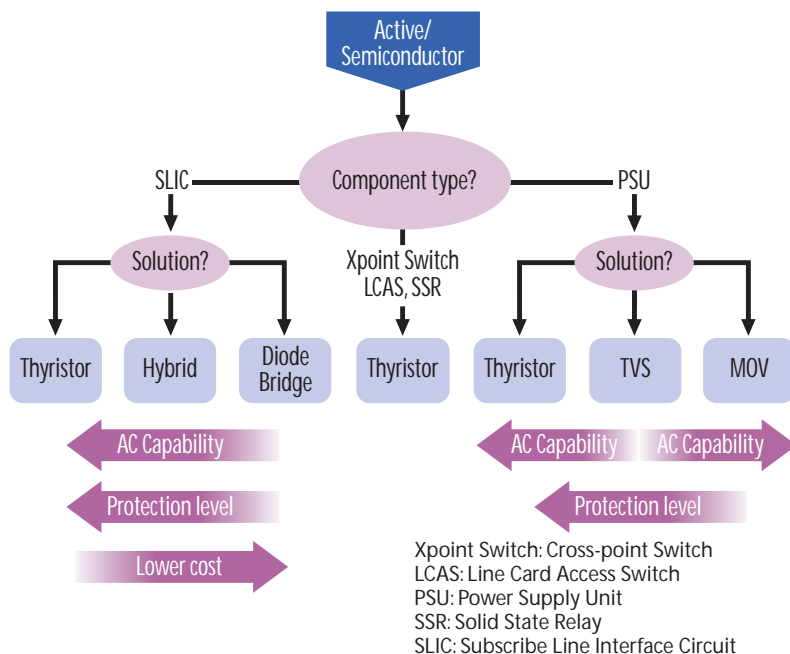 Active/
Semiconductor
Component type?
SLIC
PSU
Solution?
Xpoint Switch
LCAS, SSR
Solution?
Thyristor
Hybrid
Diode
Bridge
Thyristor
Thyristor
TVS
MOV
AC Capability
AC Capability
AC Capability
Protection level
Protection level
Lower cost
Xpoint Switch: Cross-point Switch
LCAS: Line Card Access Switch
PSU: Power Supply Unit
SSR: Solid State Relay
SLIC: Subscribe Line Interface Circuit